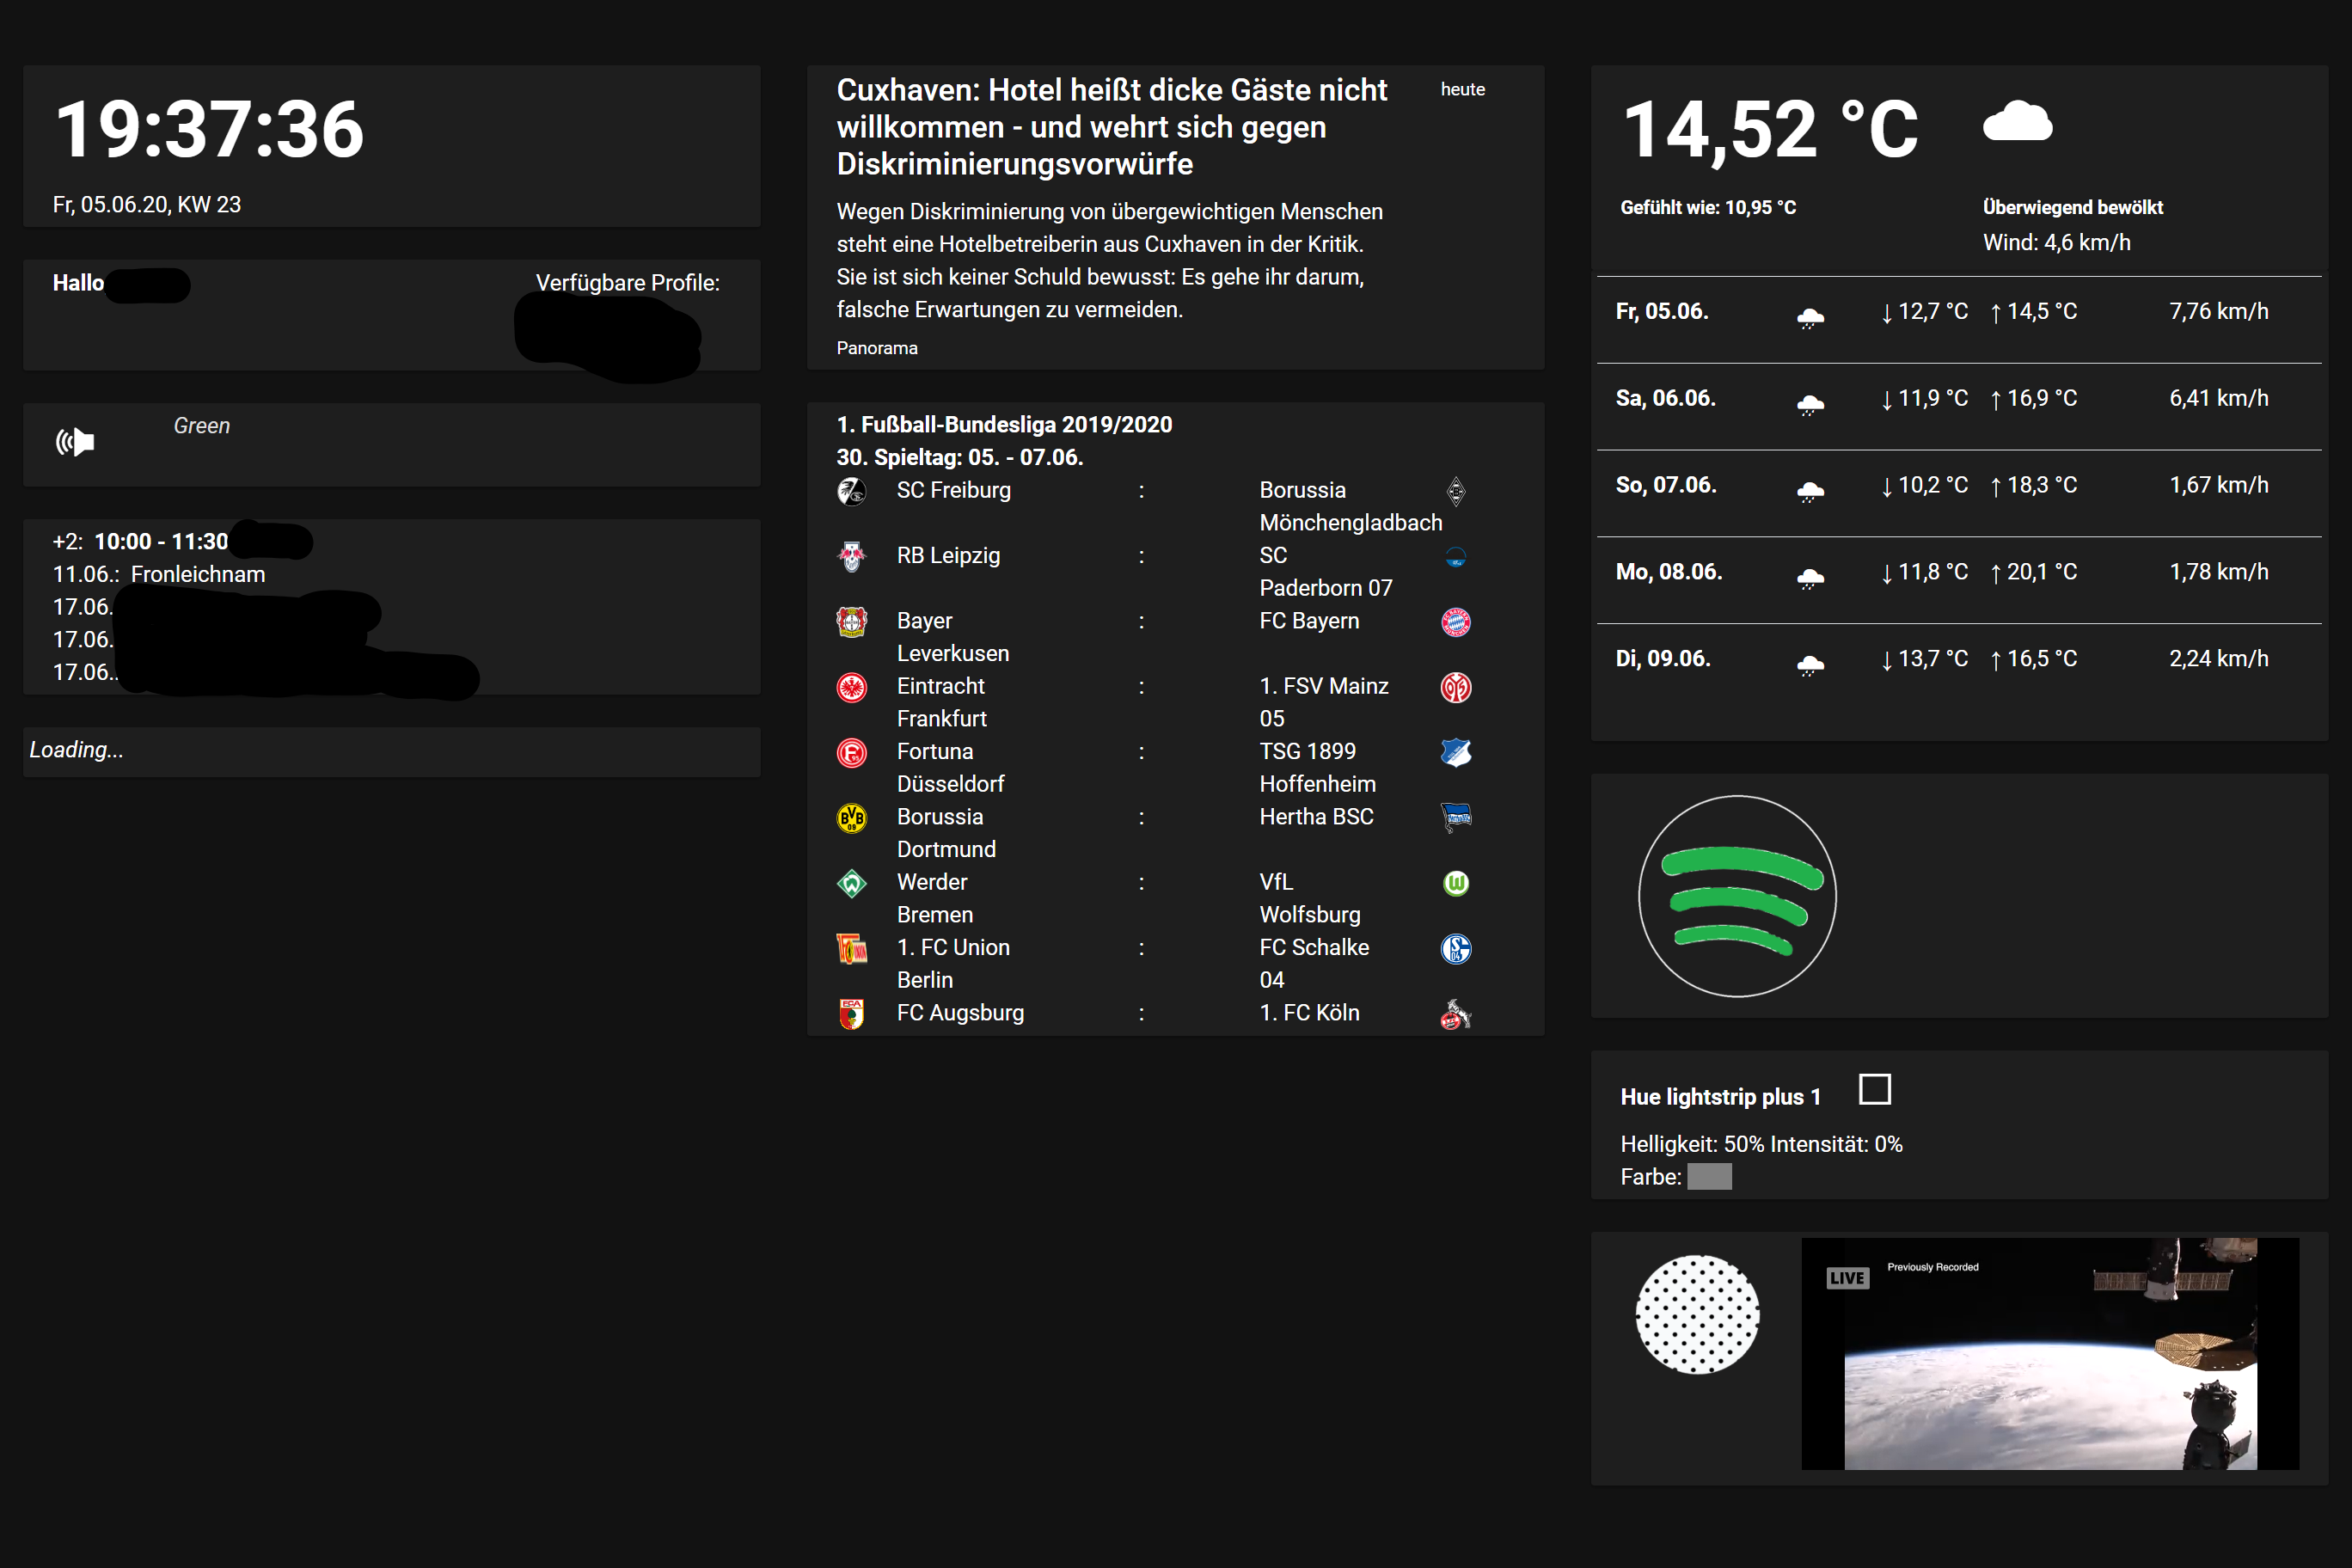 19:37:36
Fr, 05.06.20, KW 23
Hallo
Verfügbare Profile:
Green
+2: 10:00 - 11:30
11.06.: Fronleichnam
17.06.
17.06.
17.06.:
Loading...
Cuxhaven: Hotel heißt dicke Gäste nicht
willkommen - und wehrt sich gegen
Diskriminierungsvorwürfe
heute
Wegen Diskriminierung von übergewichtigen Menschen
steht eine Hotelbetreiberin aus Cuxhaven in der Kritik.
Sie ist sich keiner Schuld bewusst: Es gehe ihr darum,
falsche Erwartungen zu vermeiden.
Panorama
1. Fußball-Bundesliga 2019/2020
30. Spieltag: 05. - 07.06.
SC Freiburg : Borussia
Mönchengladbach
RB Leipzig : SC
Paderborn 07
Bayer : FC Bayern
Leverkusen
Eintracht : 1. FSV Mainz
Frankfurt 05
Fortuna : TSG 1899
Düsseldorf Hoffenheim
Borussia : Hertha BSC
Dortmund
Werder : VfL
Bremen Wolfsburg
1. FC Union : FC Schalke
Berlin 04
FC Augsburg : 1. FC Köln
14,52 °C
Gefühlt wie: 10,95 °C
Überwiegend bewölkt
Wind: 4,6 km/h
Fr, 05.06. ↓ 12,7 °C ↑ 14,5 °C 7,76 km/h
Sa, 06.06. ↓ 11,9 °C ↑ 16,9 °C 6,41 km/h
So, 07.06. ↓ 10,2 °C ↑ 18,3 °C 1,67 km/h
Mo, 08.06. ↓ 11,8 °C ↑ 20,1 °C 1,78 km/h
Di, 09.06. ↓ 13,7 °C ↑ 16,5 °C 2,24 km/h
Hue lightstrip plus 1
Helligkeit: 50% Intensität: 0%
Farbe:
LIVE
Previously Recorded